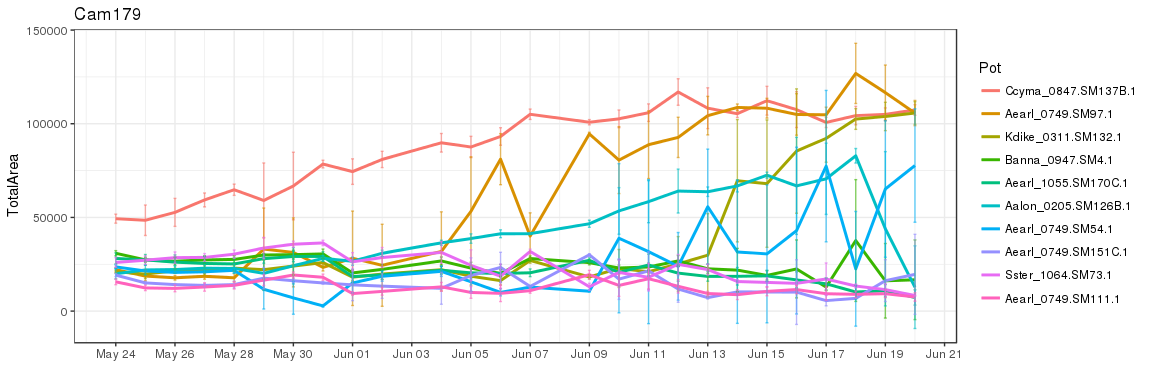 Cam179
TotalArea
150000
100000
50000
0
May 24 May 26 May 28 May 30 Jun 01 Jun 03 Jun 05 Jun 07 Jun 09 Jun 11 Jun 13 Jun 15 Jun 17 Jun 19 Jun 21
Pot
Ccyma_0847.SM137B.1
Aearl_0749.SM97.1
Kdike_0311.SM132.1
Banna_0947.SM4.1
Aearl_1055.SM170C.1
Aalon_0205.SM126B.1
Aearl_0749.SM54.1
Aearl_0749.SM151C.1
Sster_1064.SM73.1
Aearl_0749.SM111.1